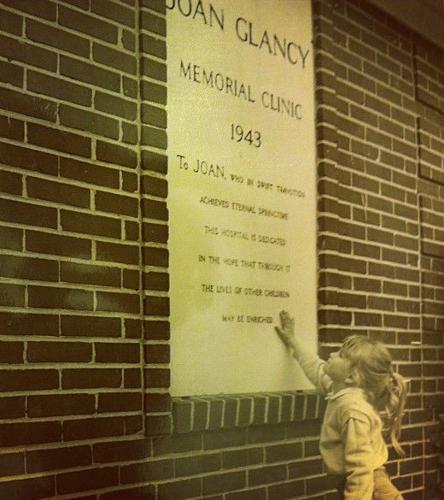 JOAN GLANCY
MEMORIAL CLINIC
1943
To JOAN, WHO IN SWIFT TRANSITION
ACHIEVED ETERNAL SPRINGTIME
THIS HOSPITAL IS DEDICATED
IN THE HOPE THAT THROUGH IT
THE LIVES OF OTHER CHILDREN
MAY BE ENRICHED